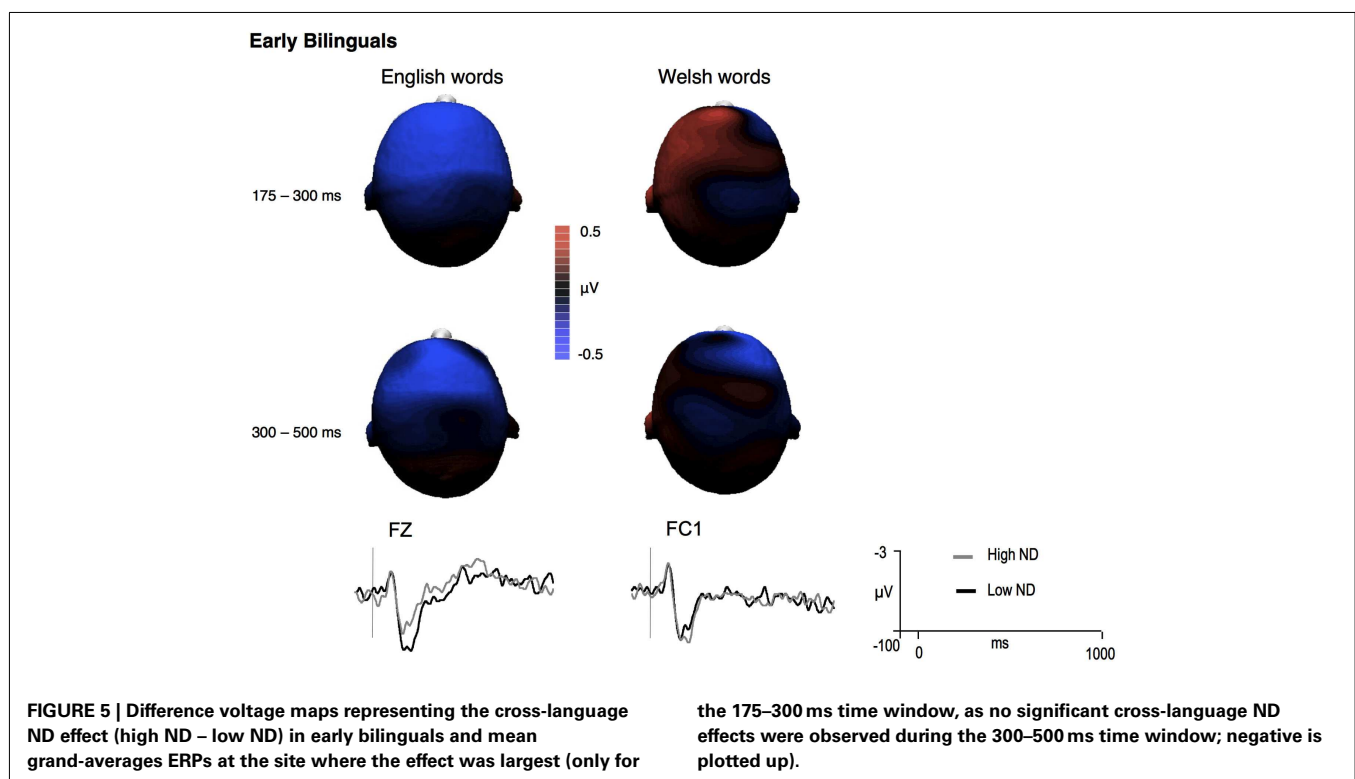 Early Bilinguals
English words
Welsh words
175 – 300 ms
0.5
µV
-0.5
300 – 500 ms
FZ
FC1
-3
µV
-100
0
ms
1000
High ND
Low ND
FIGURE 5 | Difference voltage maps representing the cross-language
ND effect (high ND – low ND) in early bilinguals and mean
grand-averages ERPs at the site where the effect was largest (only for
the 175–300 ms time window, as no significant cross-language ND
effects were observed during the 300–500 ms time window; negative is
plotted up).